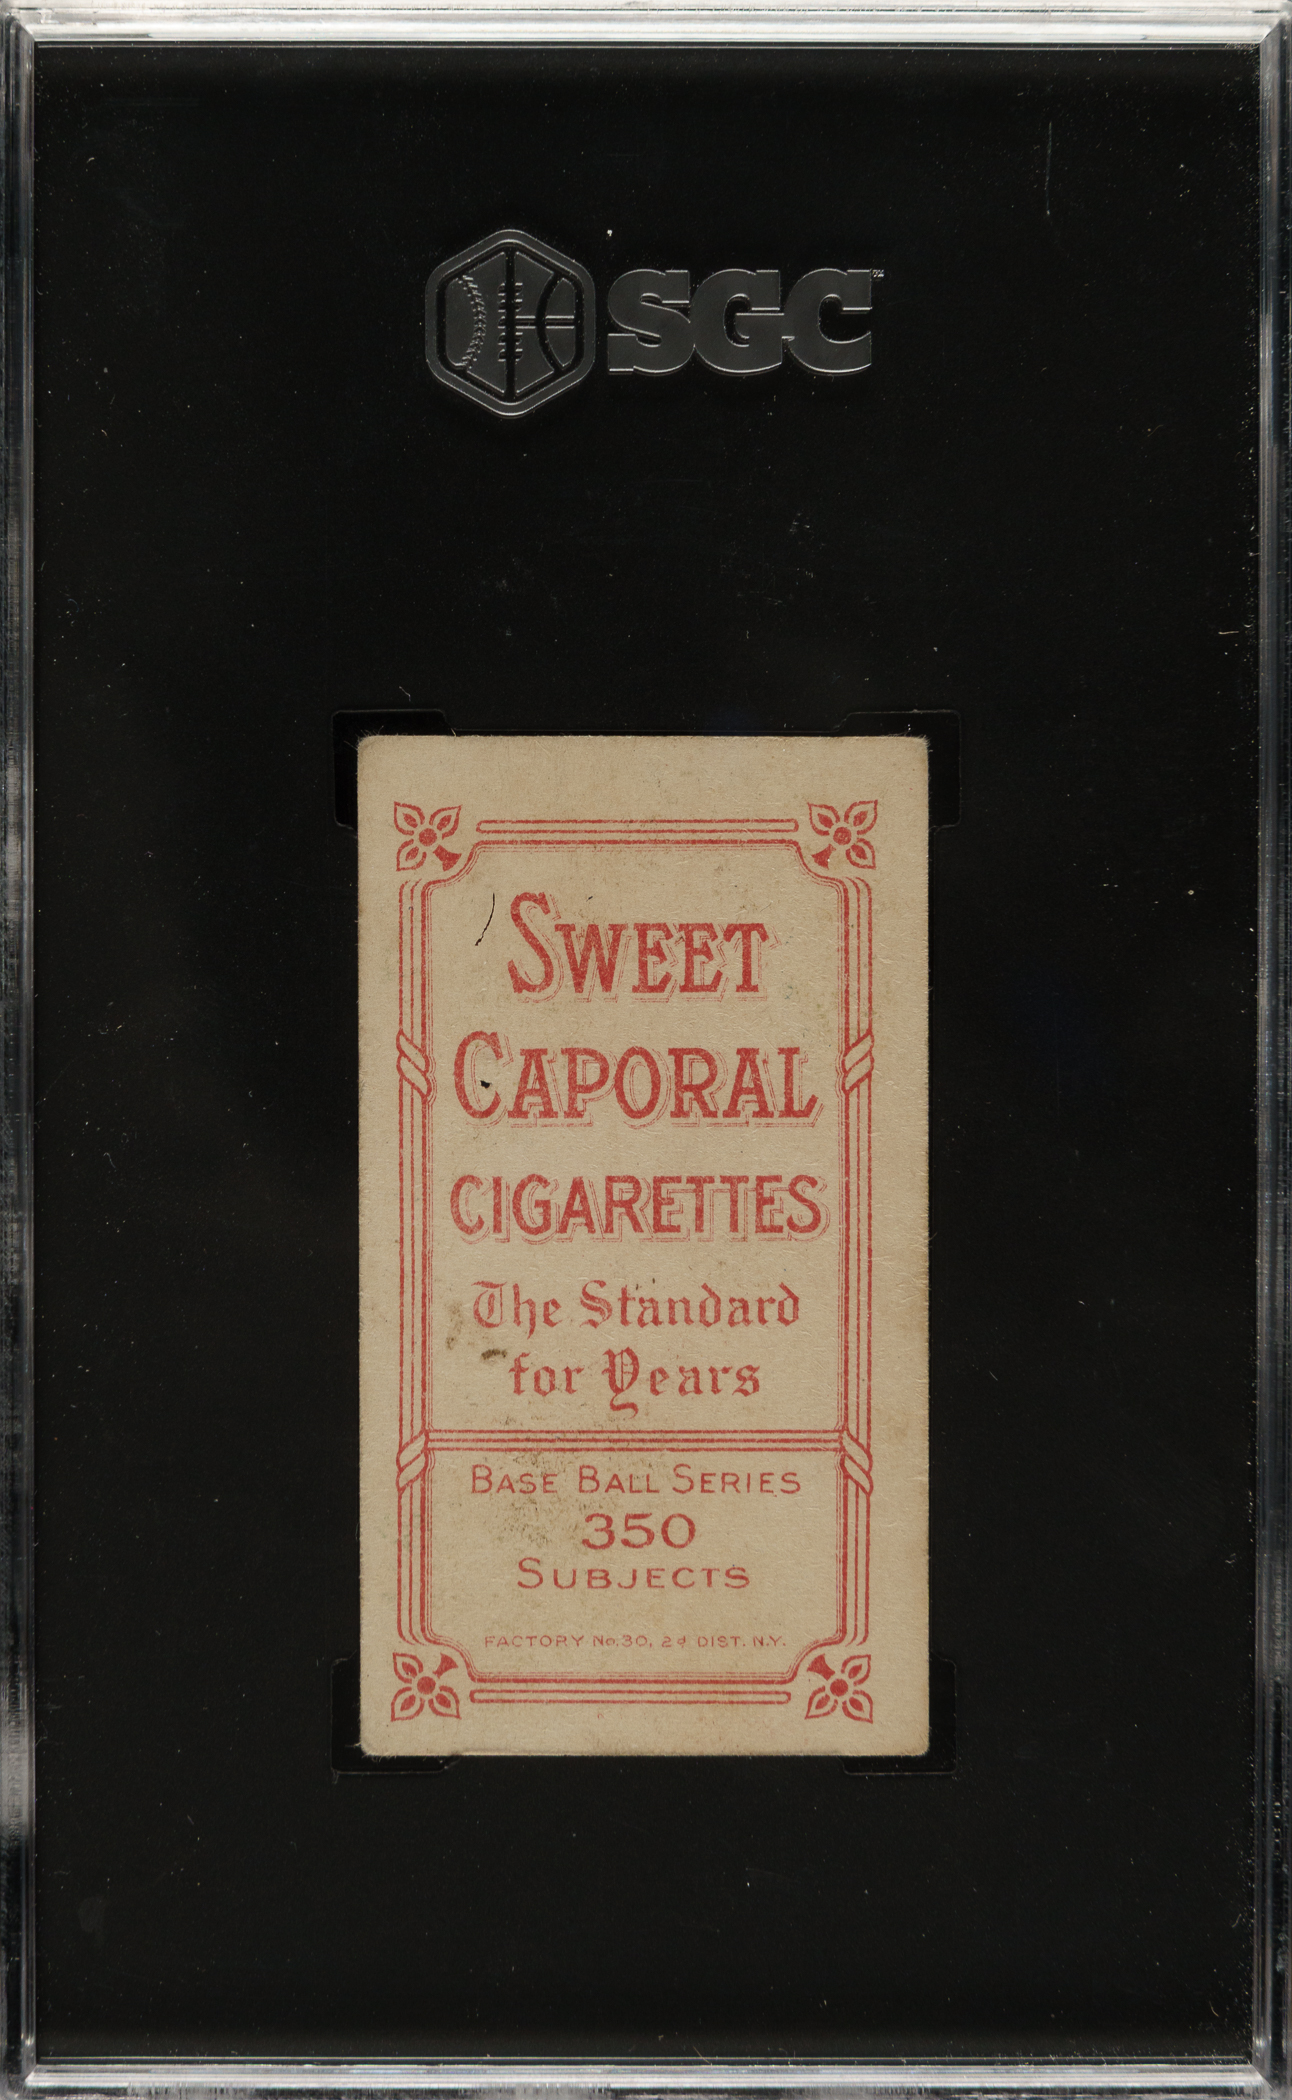 SGC
SWEET
CAPORAL
CIGARETTES
The Standard
for Years
BASE BALL SERIES
350
SUBJECTS
FACTORY No. 30, 2d DIST. N.Y.